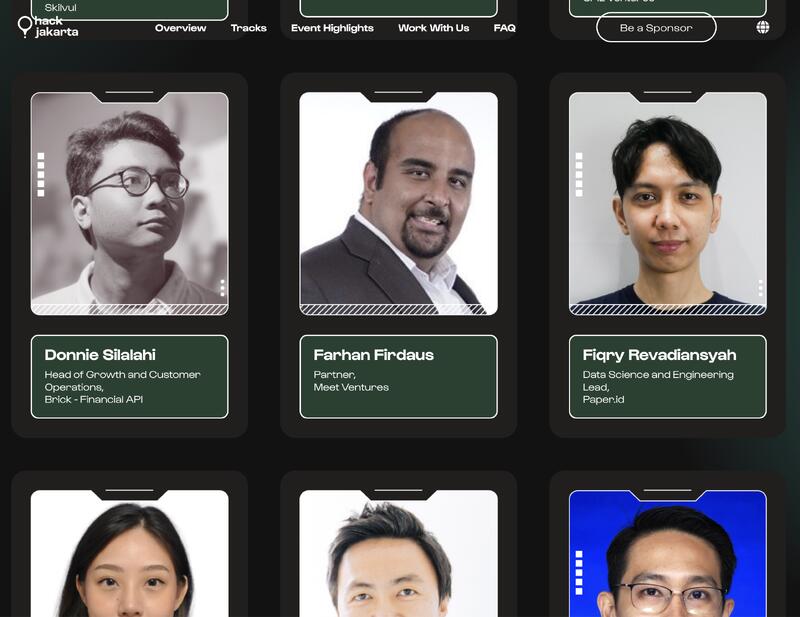 Skilvul
hack
jakarta
Overview
Tracks
Event Highlights
Work With Us
FAQ
Be a Sponsor
Donnie Silalahi
Head of Growth and Customer
Operations,
Brick - Financial API
Farhan Firdaus
Partner,
Meet Ventures
Fiqry Revadiansyah
Data Science and Engineering
Lead,
Paper.id